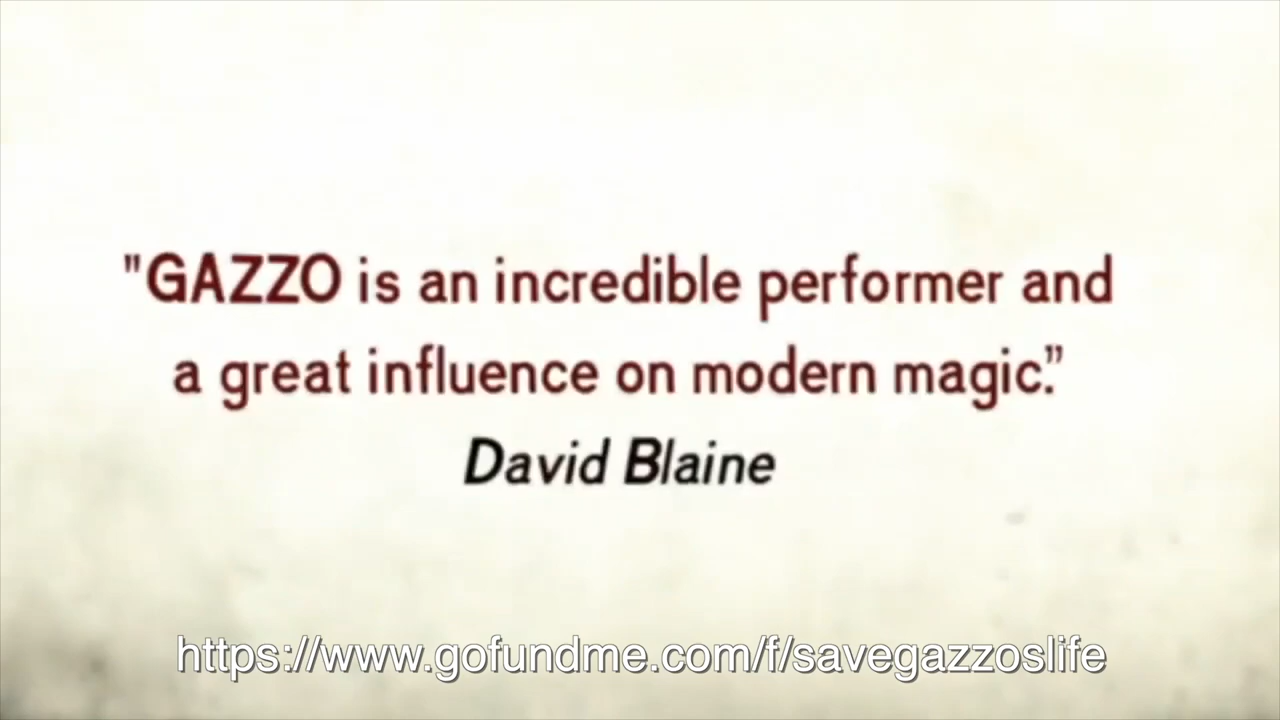 "GAZZO is an incredible performer and
a great influence on modern magic.”
David Blaine
https://www.gofundme.com/f/savegazzoslife